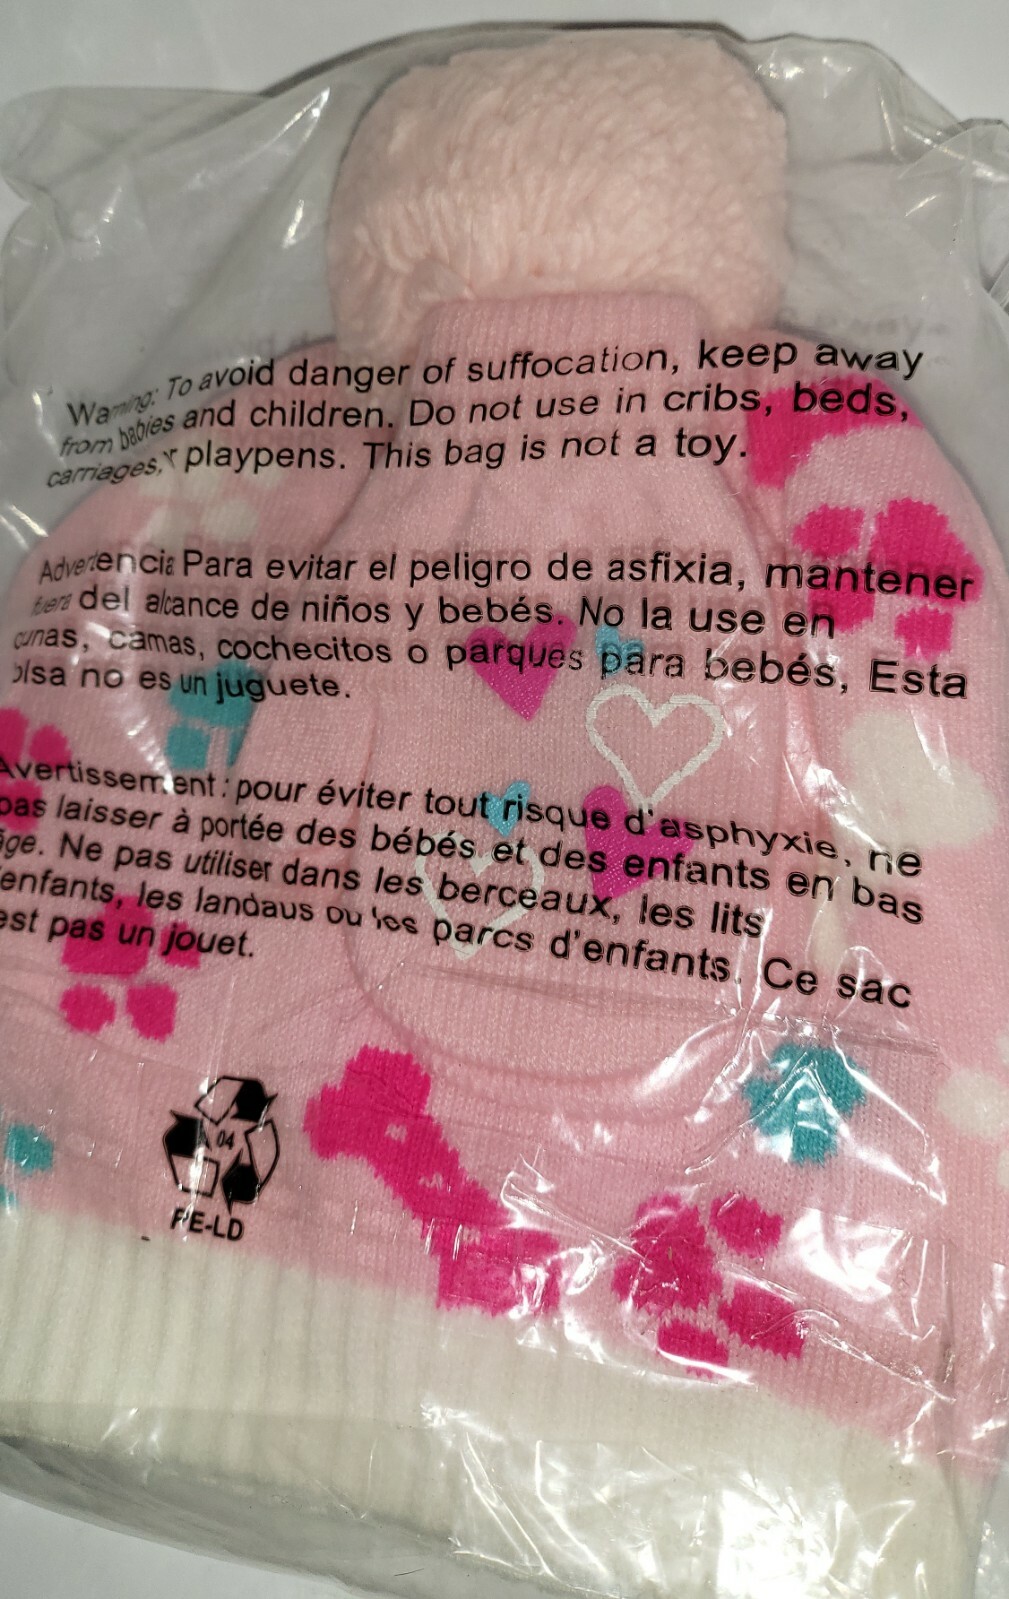 Warning: To avoid danger of suffocation, keep away
from babies and children. Do not use in cribs, beds,
carriages, r playpens. This bag is not a toy.
Advertencia Para evitar el peligro de asfixia, mantener
fuera del alcance de niños y bebés. No la use en
cunas, camas, cochecitos o parques para bebés, Esta
olsa no es un juguete.
Avertissement : pour éviter tout risque d'asphyxie, ne
pas laisser à portée des bébés et des enfants en bas
âge. Ne pas utiliser dans les berceaux, les lits
enfants, les landaus ou les parcs d'enfants. Ce sac
est pas un jouet.
04
PE-LD